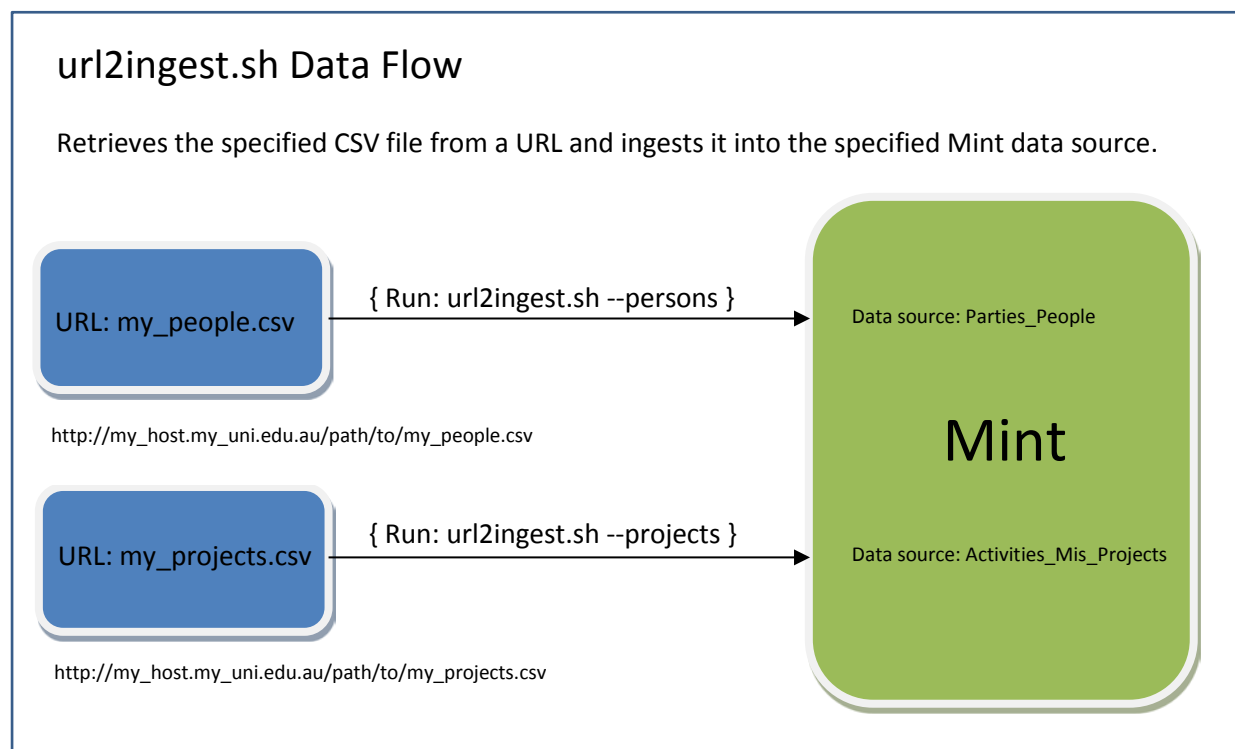 url2ingest.sh Data Flow
Retrieves the specified CSV file from a URL and ingests it into the specified Mint data source.
URL: my_people.csv
{ Run: url2ingest.sh --persons }
Data source: Parties_People
http://my_host.my_uni.edu.au/path/to/my_people.csv
Mint
URL: my_projects.csv
{ Run: url2ingest.sh --projects }
Data source: Activities_Mis_Projects
http://my_host.my_uni.edu.au/path/to/my_projects.csv